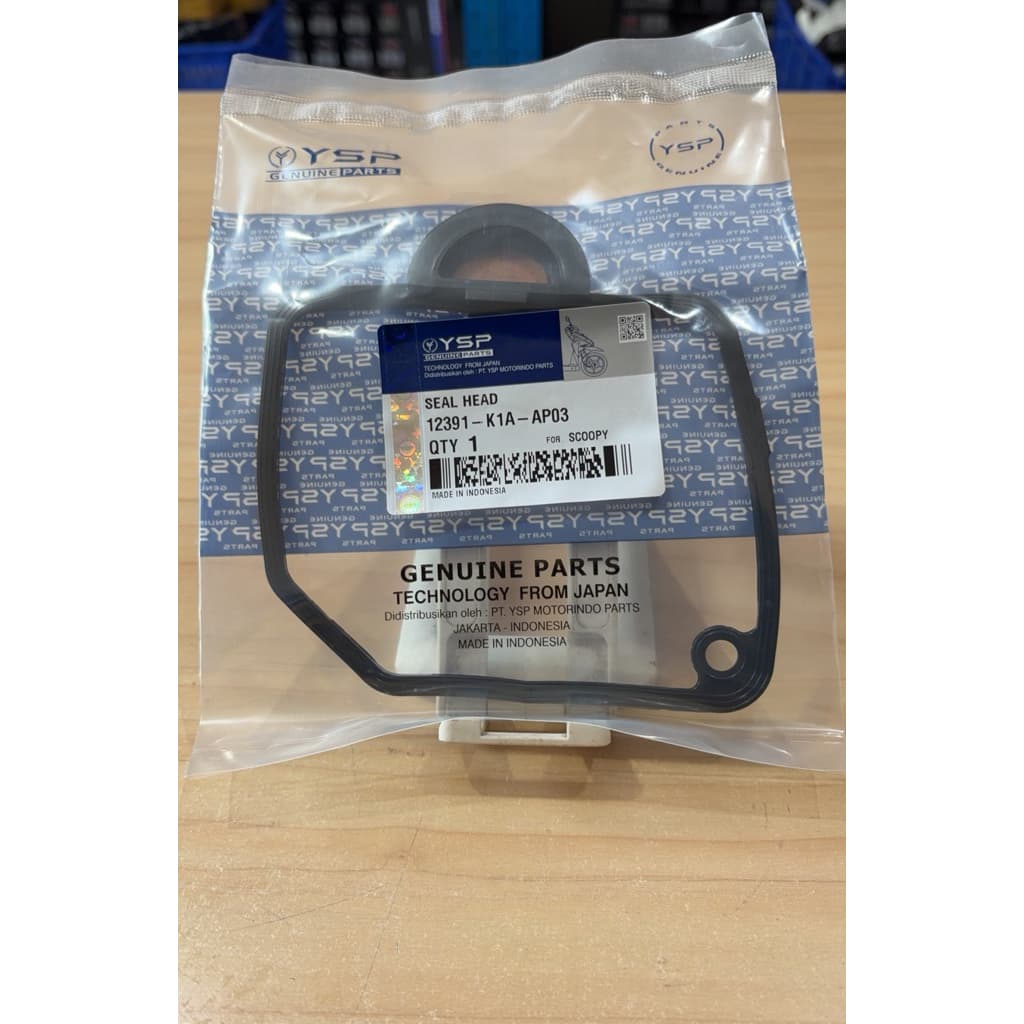 YSP
GENUINE PARTS
PARTS
YSP
GENUINE
YSP
GENUINE PARTS
TECHNOLOGY FROM JAPAN
Didistribusikan oleh : PT. YSP MOTORINDO PARTS
SEAL HEAD
12391-K1A-AP03
QTY 1 FOR SCOOPY
MADE IN INDONESIA
GENUINE PARTS
TECHNOLOGY FROM JAPAN
Didistribusikan oleh : PT. YSP MOTORINDO PARTS
JAKARTA - INDONESIA
MADE IN INDONESIA